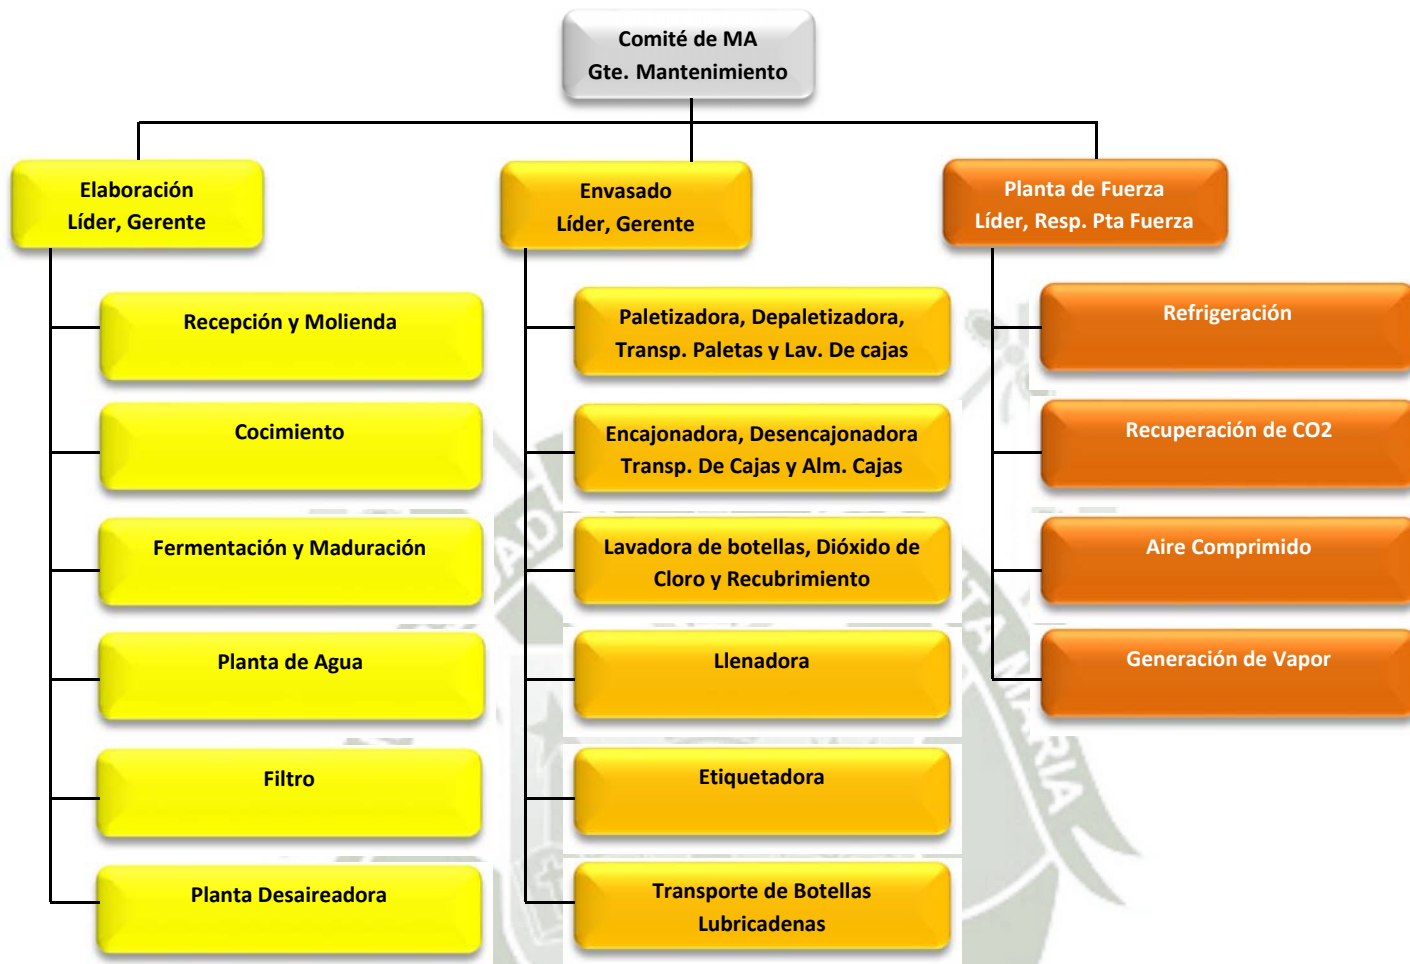 Comité de MA
Gte. Mantenimiento
Elaboración
Líder, Gerente
Envasado
Líder, Gerente
Planta de Fuerza
Líder, Resp. Pta Fuerza
Recepción y Molienda
Cocimiento
Fermentación y Maduración
Planta de Agua
Filtro
Planta Desaireadora
Paletizadora, Depaletizadora,
Transp. Paletas y Lav. De cajas
Encajonadora, Desencajonadora
Transp. De Cajas y Alm. Cajas
Lavadora de botellas, Dióxido de
Cloro y Recubrimiento
Llenadora
Etiquetadora
Transporte de Botellas
Lubricadenas
Refrigeración
Recuperación de CO2
Aire Comprimido
Generación de Vapor
MARIA